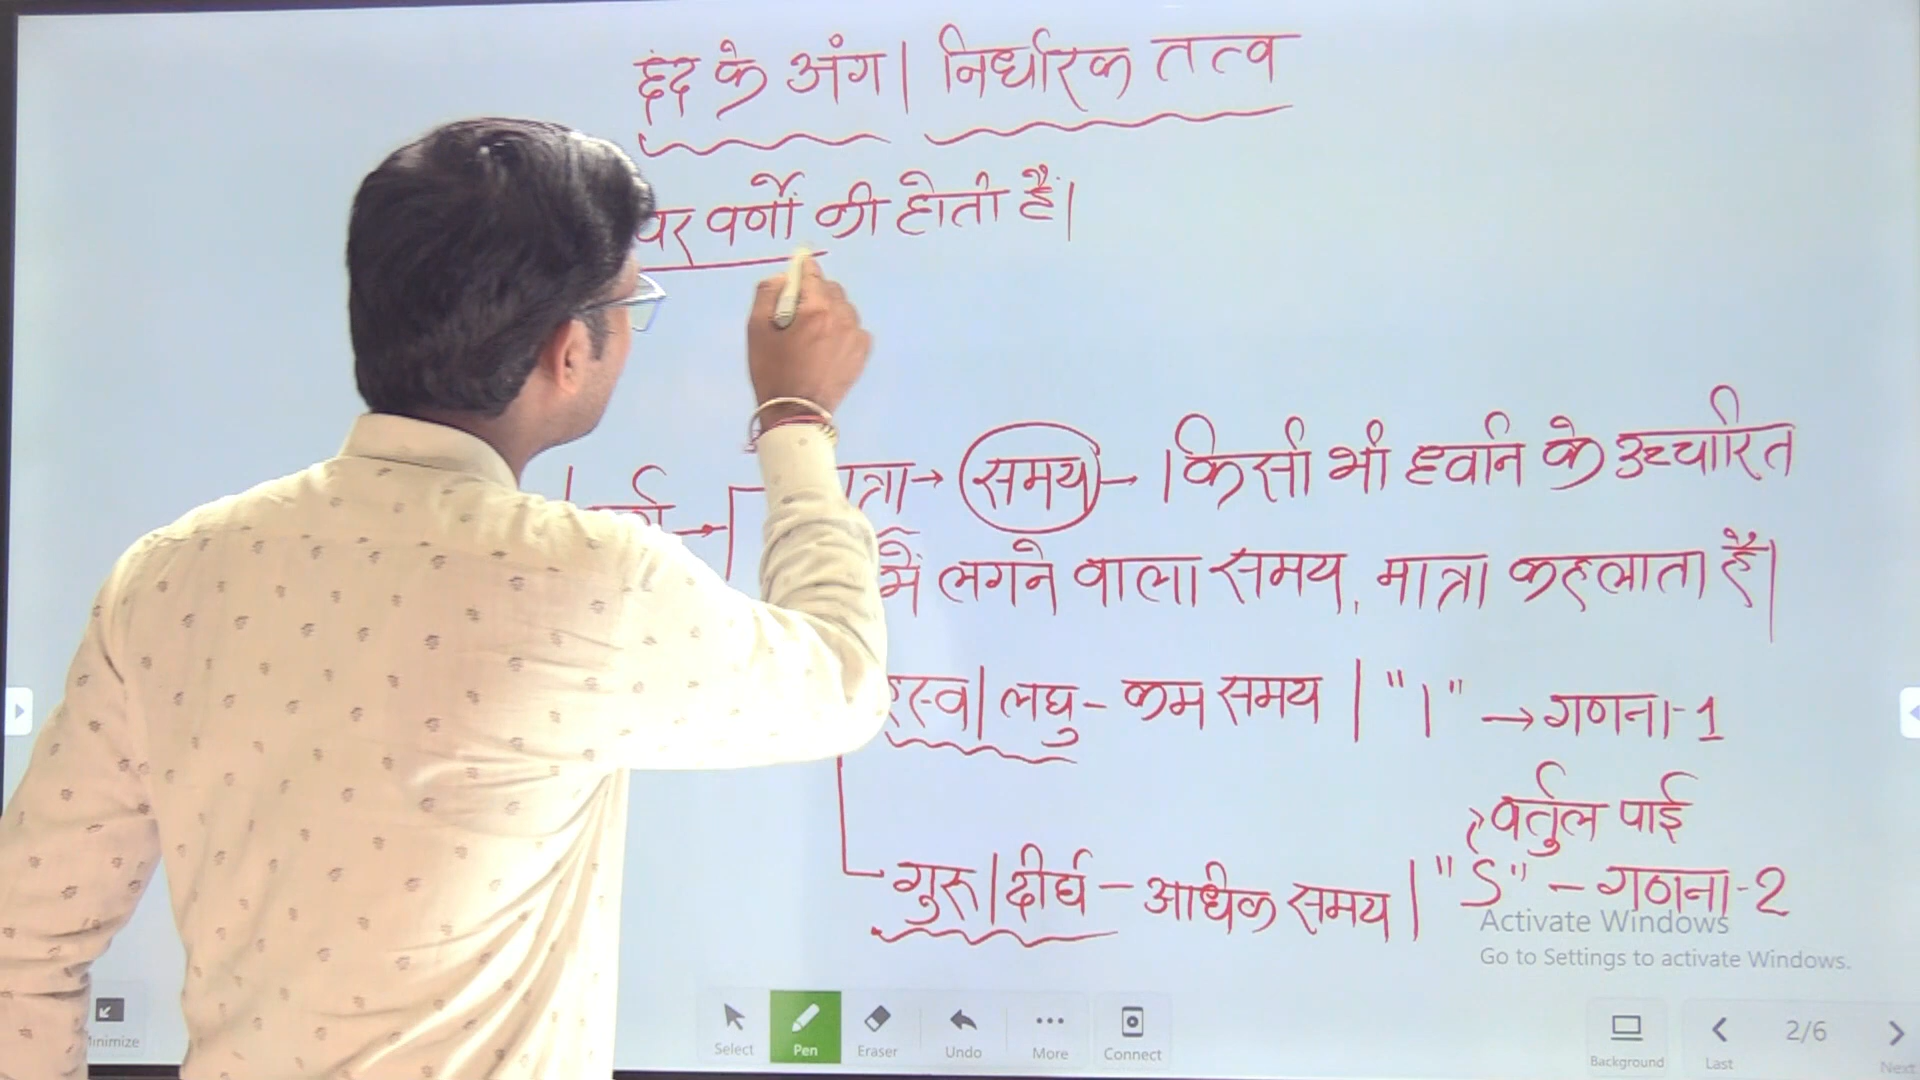 छंद के अंग | निर्धारक तत्व
वर्णों की होती हैं।
→ समय → । किसी भी ध्वनि के उच्चारित
में लगने वाला समय, मात्रा कहलाता है।
लघु - कम समय | "।" → गणना-1
वर्तुल पाई
गुरु | दीर्घ - अधिक समय | "S" - गणना-2
Activate Windows
Go to Settings to activate Windows.
Select Pen Eraser Undo More Connect Background Last 2/6 Next